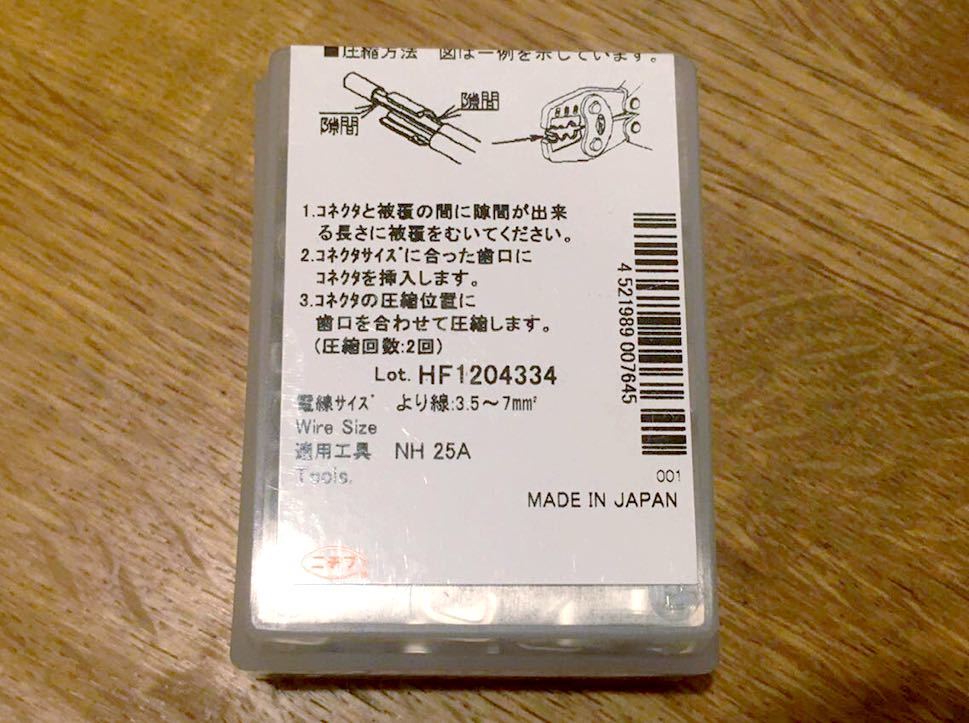 ■圧縮方法　図は一例を示しています。
隙間
隙間
1.ｺﾈｸﾀと被覆の間に隙間が出来
る長さに被覆をむいてください。
2.ｺﾈｸﾀｻｲｽﾞに合った歯口に
ｺﾈｸﾀを挿入します。
3.ｺﾈｸﾀの圧縮位置に
歯口を合わせて圧縮します。
(圧縮回数:2回)
Lot. HF1204334
電線ｻｲｽﾞ　より線:3.5～7mm²
Wire Size
適用工具　NH 25A
Tools.
4 521989 007645
001
MADE IN JAPAN
ニチフ